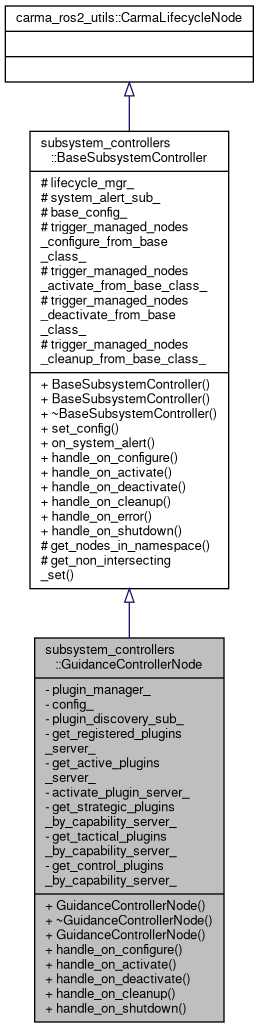 carma_ros2_utils::CarmaLifecycleNode
subsystem_controllers
::BaseSubsystemController
# lifecycle_mgr_
# system_alert_sub_
# base_config_
# trigger_managed_nodes
_configure_from_base
_class_
# trigger_managed_nodes
_activate_from_base_class_
# trigger_managed_nodes
_deactivate_from_base
_class_
# trigger_managed_nodes
_cleanup_from_base_class_
+ BaseSubsystemController()
+ BaseSubsystemController()
+ ~BaseSubsystemController()
+ set_config()
+ on_system_alert()
+ handle_on_configure()
+ handle_on_activate()
+ handle_on_deactivate()
+ handle_on_cleanup()
+ handle_on_error()
+ handle_on_shutdown()
# get_nodes_in_namespace()
# get_non_intersecting
_set()
subsystem_controllers
::GuidanceControllerNode
- plugin_manager_
- config_
- plugin_discovery_sub_
- get_registered_plugins
_server_
- get_active_plugins
_server_
- activate_plugin_server_
- get_strategic_plugins
_by_capability_server_
- get_tactical_plugins
_by_capability_server_
- get_control_plugins
_by_capability_server_
+ GuidanceControllerNode()
+ ~GuidanceControllerNode()
+ GuidanceControllerNode()
+ handle_on_configure()
+ handle_on_activate()
+ handle_on_deactivate()
+ handle_on_cleanup()
+ handle_on_shutdown()